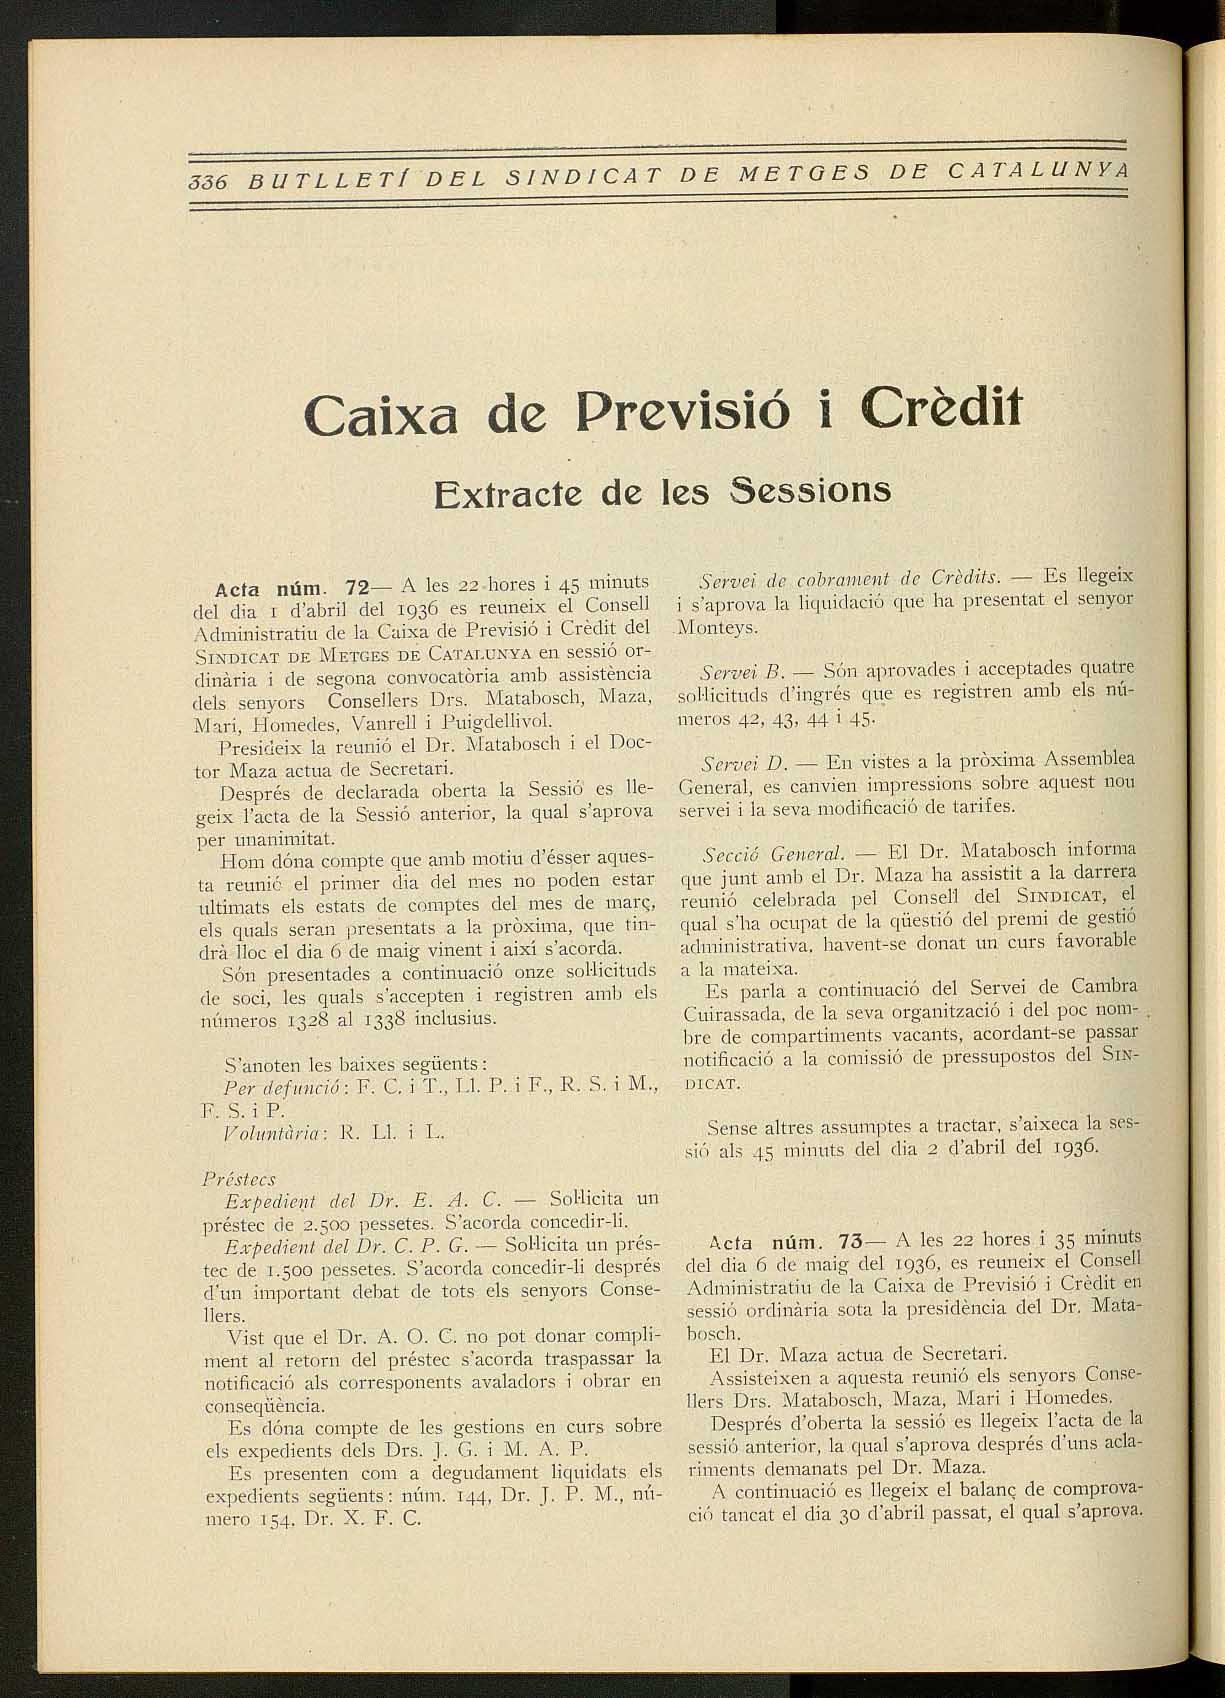 336 BUTLLETÍ DEL SINDICAT DE METGES DE CATALUNYA
Caixa de Previsió i Crèdit
Extracte de les Sessions
Acta núm. 72— A les 22 hores i 45 minuts
del dia 1 d'abril del 1936 es reuneix el Consell
Administratiu de la Caixa de Previsió i Crèdit del
SINDICAT DE METGES DE CATALUNYA en sessió or-
dinària i de segona convocatòria amb assistència
dels senyors Consellers Drs. Matabosch, Maza,
Mari, Homedes, Vanrell i Puigdellivol.
Presideix la reunió el Dr. Matabosch i el Doc-
tor Maza actua de Secretari.
Després de declarada oberta la Sessió es lle-
geix l'acta de la Sessió anterior, la qual s'aprova
per unanimitat.
Hom dóna compte que amb motiu d'ésser aques-
ta reunió el primer dia del mes no poden estar
ultimats els estats de comptes del mes de març,
els quals seran presentats a la pròxima, que tin-
drà lloc el dia 6 de maig vinent i així s'acorda.
Són presentades a continuació onze sol·licituds
de soci, les quals s'accepten i registren amb els
números 1328 al 1338 inclusius.
S'anoten les baixes següents:
Per defunció: F. C. i T., Ll. P. i F., R. S. i M.,
F. S. i P.
Voluntària: R. Ll. i L.
Préstecs
Expedient del Dr. E. A. C. — Sol·licita un
préstec de 2.500 pessetes. S'acorda concedir-li.
Expedient del Dr. C. P. G. — Sol·licita un prés-
tec de 1.500 pessetes. S'acorda concedir-li després
d'un important debat de tots els senyors Conse-
llers.
Vist que el Dr. A. O. C. no pot donar compli-
ment al retorn del préstec s'acorda traspassar la
notificació als corresponents avaladors i obrar en
conseqüència.
Es dóna compte de les gestions en curs sobre
els expedients dels Drs. J. G. i M. A. P.
Es presenten com a degudament liquidats els
expedients següents: núm. 144, Dr. J. P. M., nú-
mero 154, Dr. X. F. C.
Servei de cobrament de Crèdits. — Es llegeix
i s'aprova la liquidació que ha presentat el senyor
Monteys.
Servei B. — Són aprovades i acceptades quatre
sol·licituds d'ingrés que es registren amb els nú-
meros 42, 43, 44 i 45.
Servei D. — En vistes a la pròxima Assemblea
General, es canvien impressions sobre aquest nou
servei i la seva modificació de tarifes.
Secció General. — El Dr. Matabosch informa
que junt amb el Dr. Maza ha assistit a la darrera
reunió celebrada pel Consell del SINDICAT, el
qual s'ha ocupat de la qüestió del premi de gestió
administrativa, havent-se donat un curs favorable
a la mateixa.
Es parla a continuació del Servei de Cambra
Cuirassada, de la seva organització i del poc nom-
bre de compartiments vacants, acordant-se passar
notificació a la comissió de pressupostos del SIN-
DICAT.
Sense altres assumptes a tractar, s'aixeca la ses-
sió als 45 minuts del dia 2 d'abril del 1936.
Acta núm. 73— A les 22 hores i 35 minuts
del dia 6 de maig del 1936, es reuneix el Consell
Administratiu de la Caixa de Previsió i Crèdit en
sessió ordinària sota la presidència del Dr. Mata-
bosch.
El Dr. Maza actua de Secretari.
Assisteixen a aquesta reunió els senyors Conse-
llers Drs. Matabosch, Maza, Mari i Homedes.
Després d'oberta la sessió es llegeix l'acta de la
sessió anterior, la qual s'aprova després d'uns acla-
riments demanats pel Dr. Maza.
A continuació es llegeix el balanç de comprova-
ció tancat el dia 30 d'abril passat, el qual s'aprova.